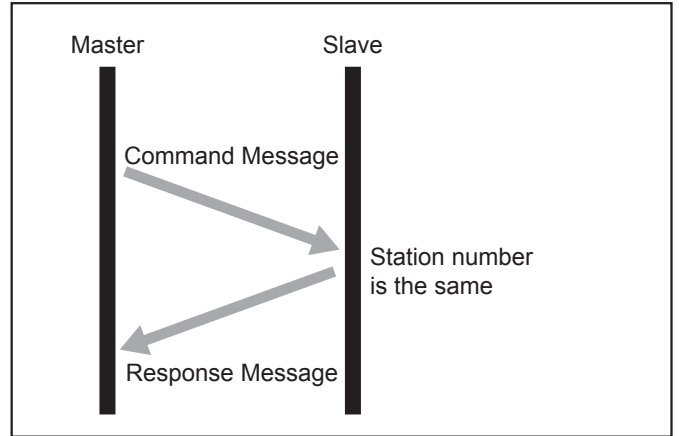 Master
Slave
Command Message
Station number
is the same
Response Message